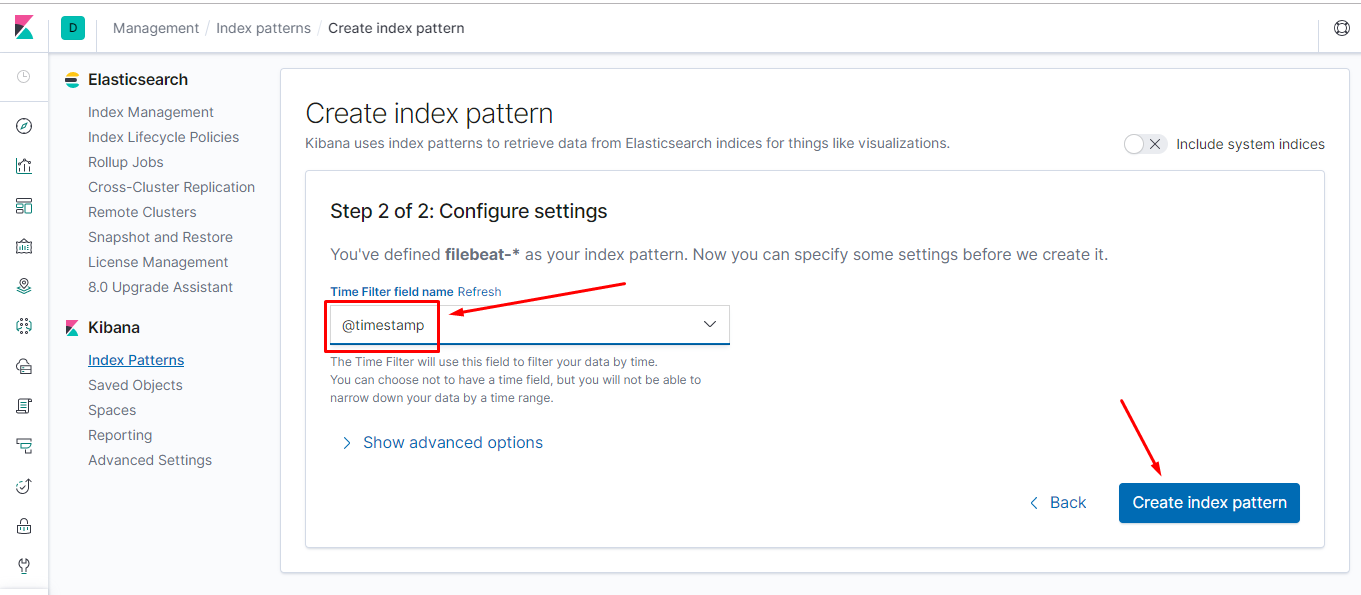 D Management / Index patterns / Create index pattern
Elasticsearch
Index Management
Index Lifecycle Policies
Rollup Jobs
Cross-Cluster Replication
Remote Clusters
Snapshot and Restore
License Management
8.0 Upgrade Assistant
Kibana
Index Patterns
Saved Objects
Spaces
Reporting
Advanced Settings
Create index pattern
Kibana uses index patterns to retrieve data from Elasticsearch indices for things like visualizations.
Include system indices
Step 2 of 2: Configure settings
You've defined filebeat-* as your index pattern. Now you can specify some settings before we create it.
Time Filter field name Refresh
@timestamp
The Time Filter will use this field to filter your data by time.
You can choose not to have a time field, but you will not be able to
narrow down your data by a time range.
Show advanced options
Back
Create index pattern